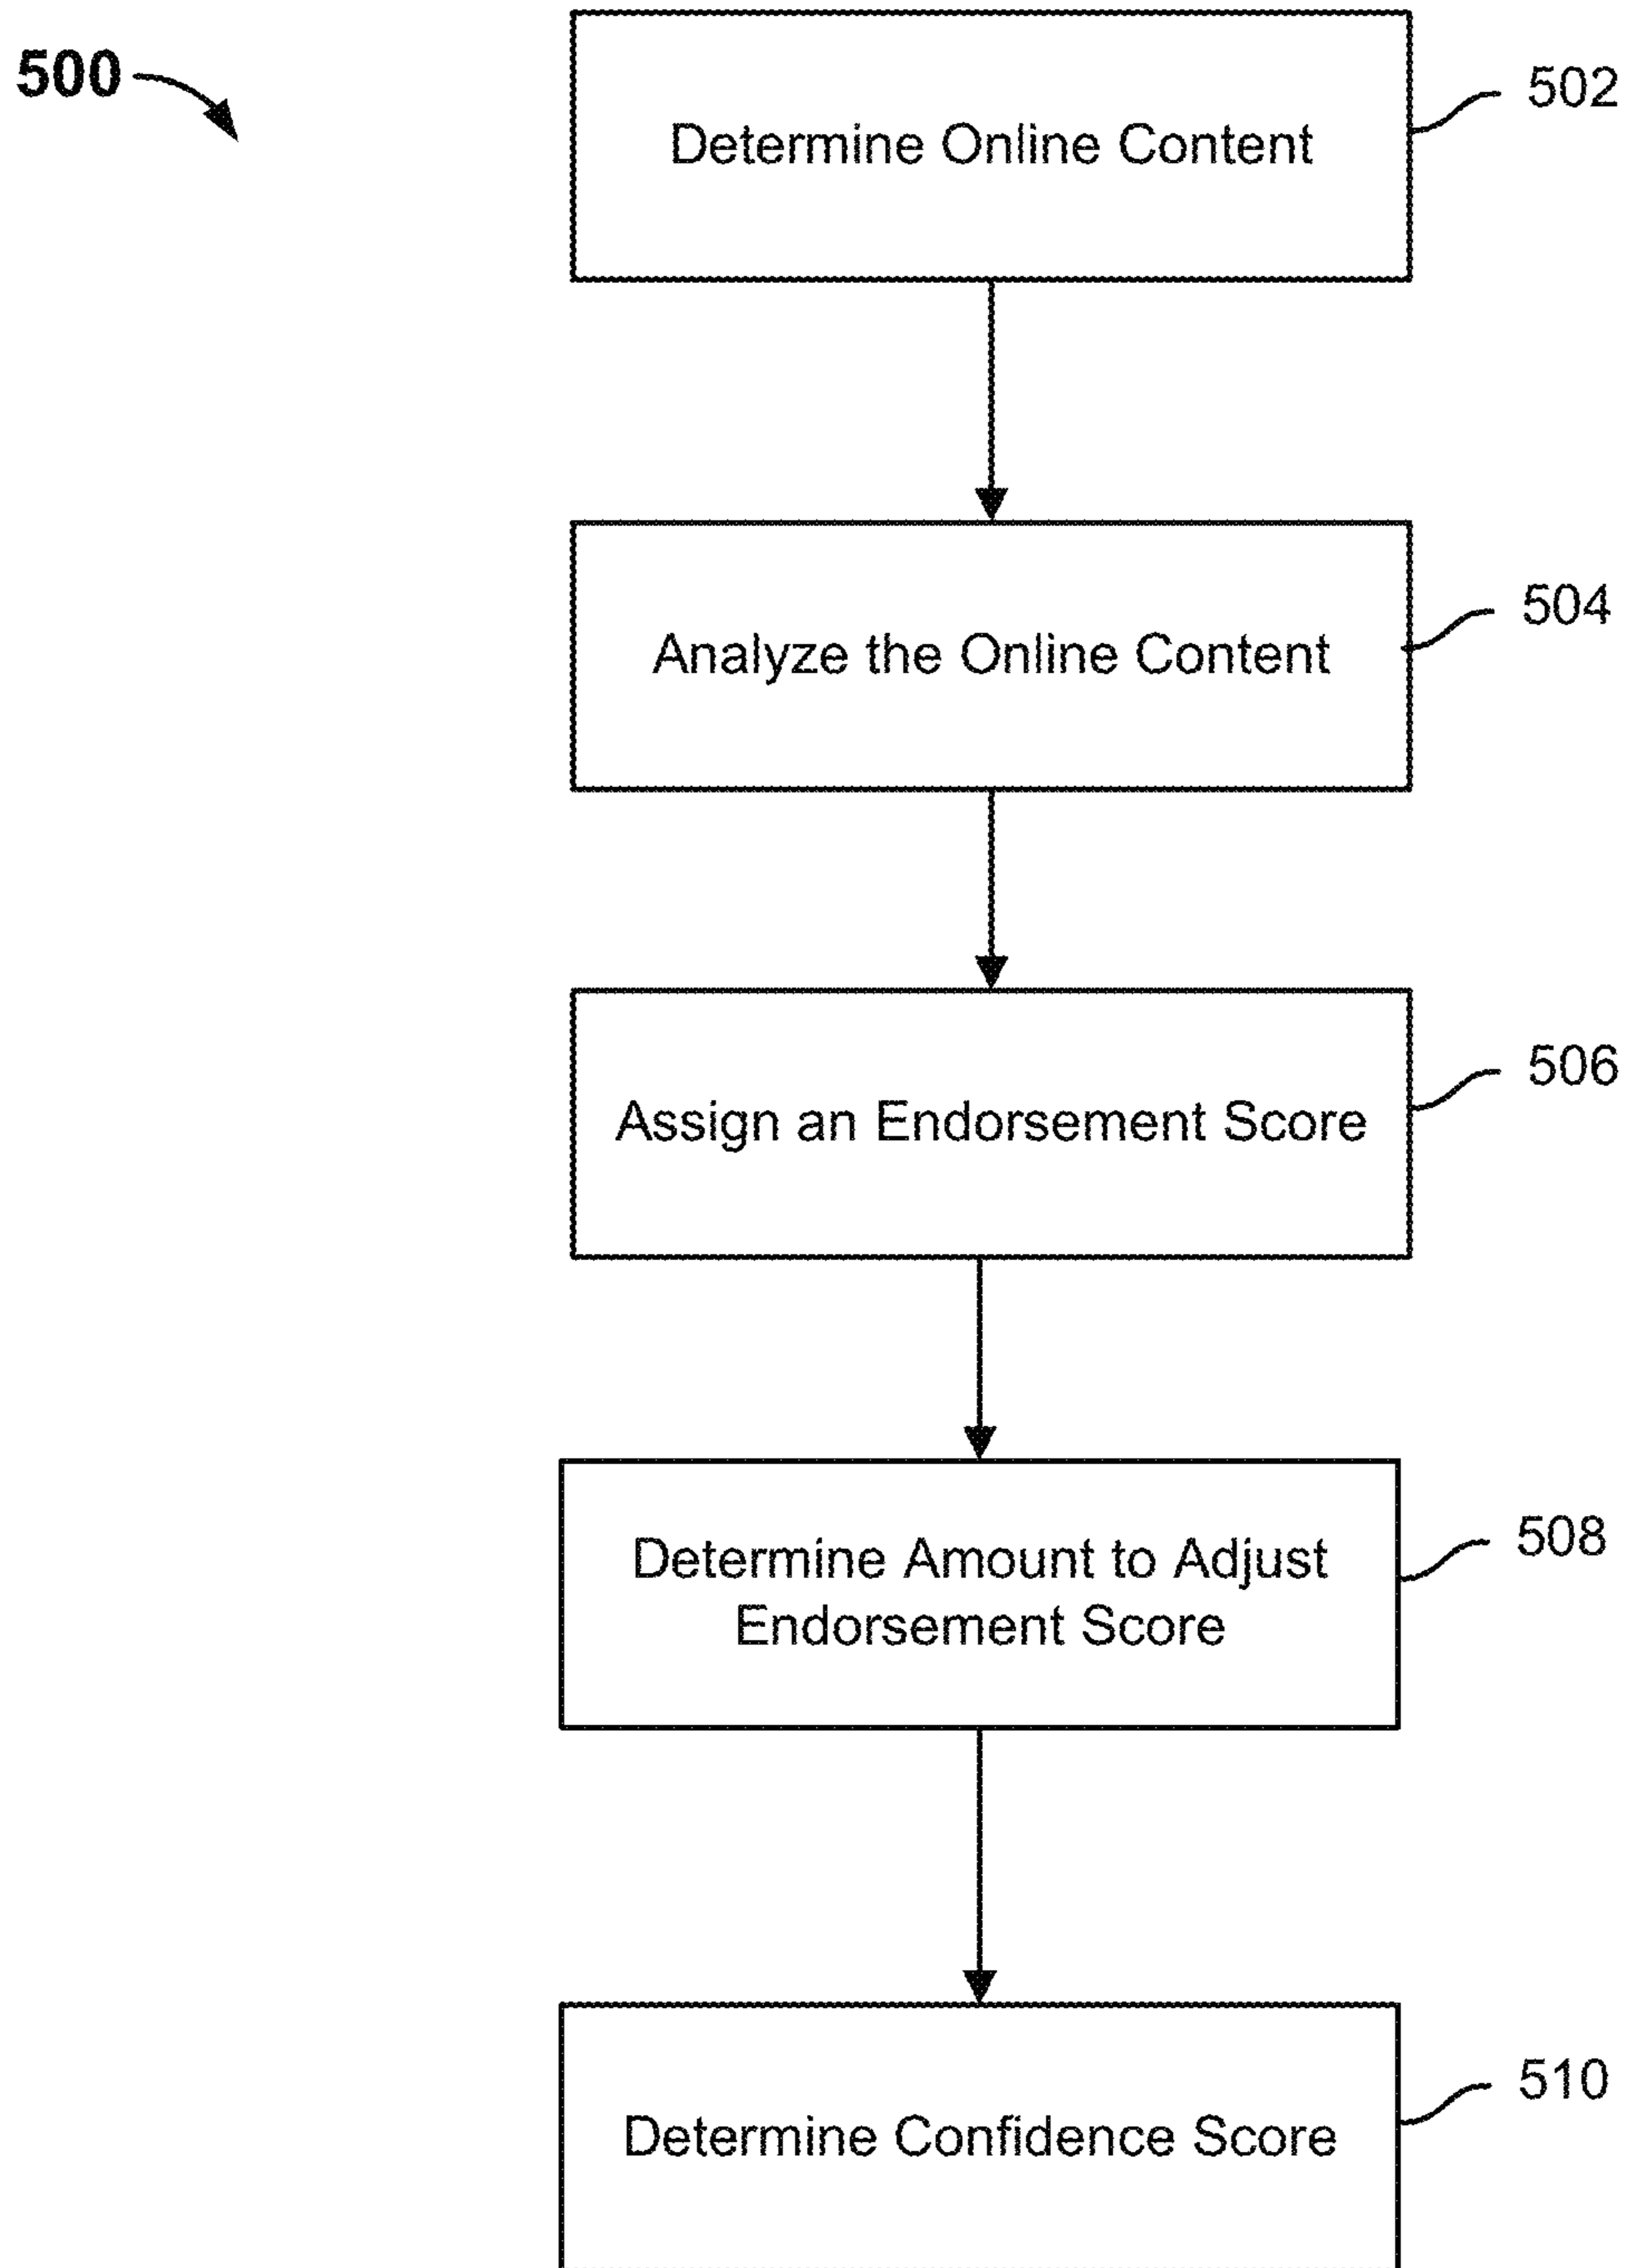 500
Determine Online Content
502
Analyze the Online Content
504
Assign an Endorsement Score
506
Determine Amount to Adjust
Endorsement Score
508
Determine Confidence Score
510